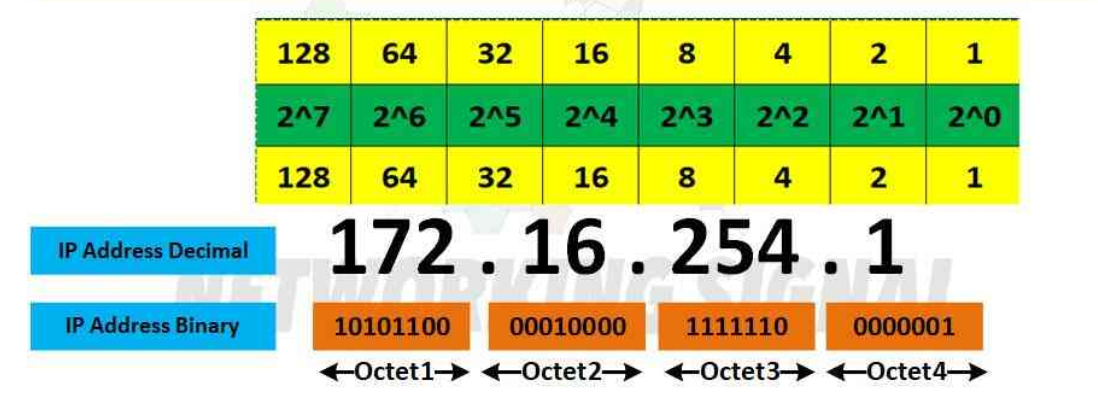 128 64 32 16 8 4 2 1
2^7 2^6 2^5 2^4 2^3 2^2 2^1 2^0
128 64 32 16 8 4 2 1
IP Address Decimal 172 . 16 . 254 . 1
NETWORKING SIGNAL
IP Address Binary 10101100 00010000 1111110 0000001
Octet1 Octet2 Octet3 Octet4